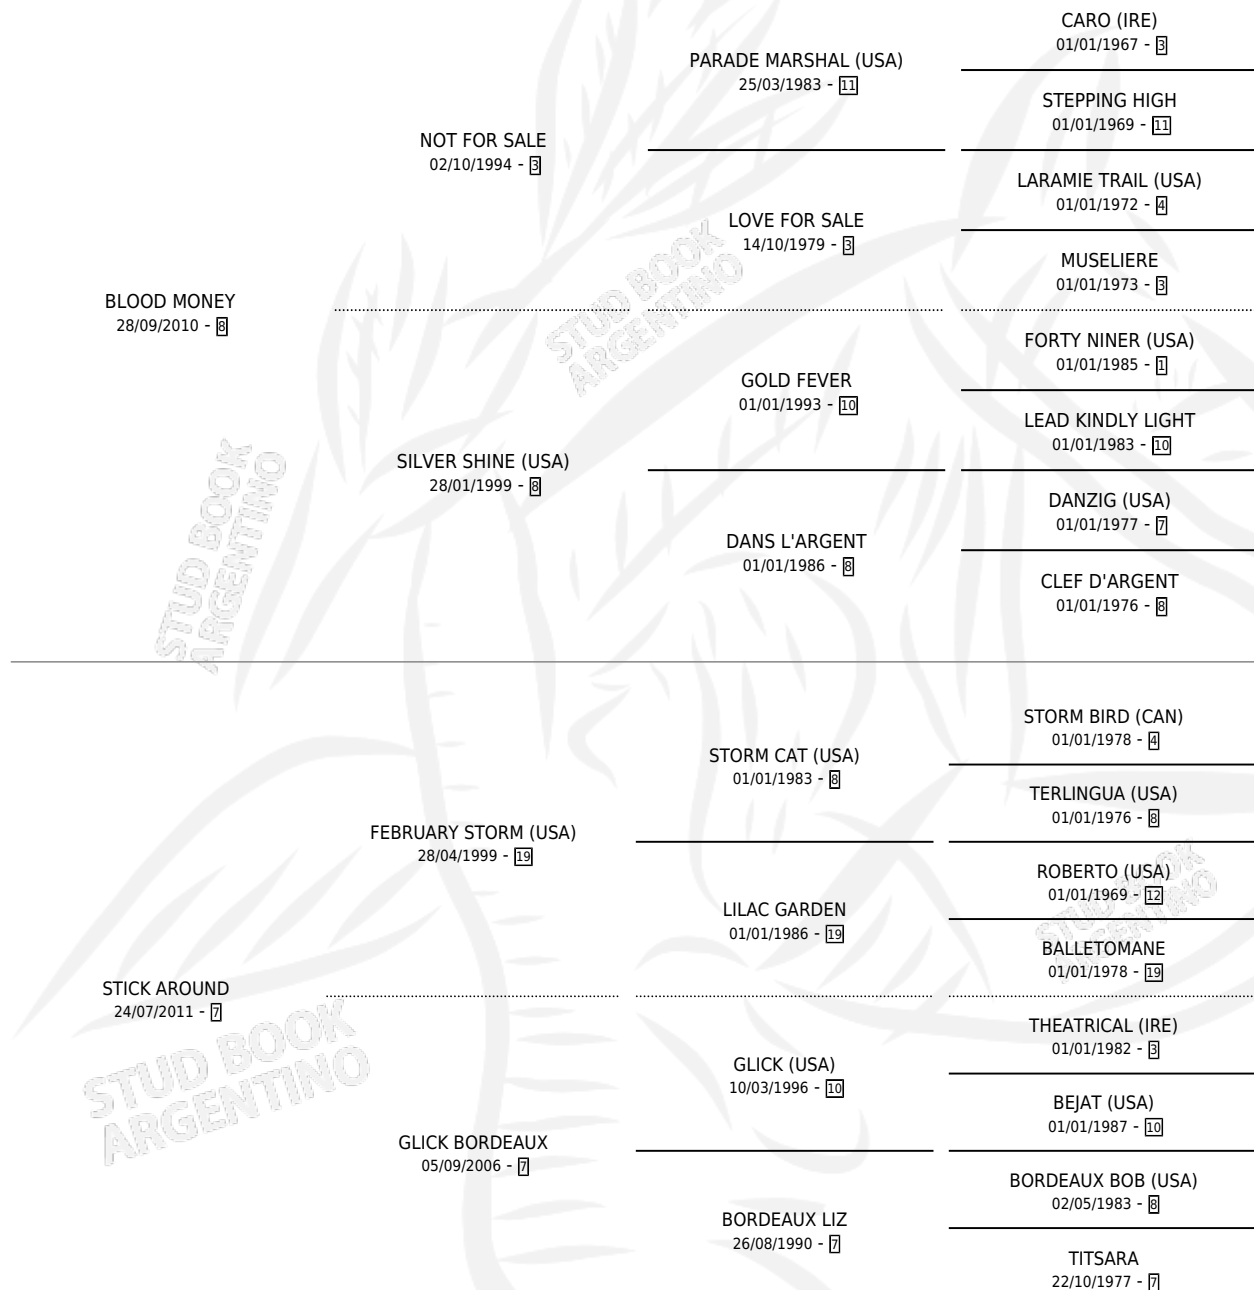 CARO (IRE)
01/01/1967 - 3
PARADE MARSHAL (USA)
25/03/1983 - 11
STEPPING HIGH
01/01/1969 - 11
NOT FOR SALE
02/10/1994 - 3
LARAMIE TRAIL (USA)
01/01/1972 - 4
LOVE FOR SALE
14/10/1979 - 3
MUSELIERE
01/01/1973 - 3
BLOOD MONEY
28/09/2010 - 8
STUD BOOK
ARGENTINO
FORTY NINER (USA)
01/01/1985 - 1
GOLD FEVER
01/01/1993 - 10
LEAD KINDLY LIGHT
01/01/1983 - 10
SILVER SHINE (USA)
28/01/1999 - 8
DANZIG (USA)
01/01/1977 - 7
DANS L'ARGENT
01/01/1986 - 8
CLEF D'ARGENT
01/01/1976 - 8
STUD BOOK
ARGENTINO
STORM BIRD (CAN)
01/01/1978 - 4
STORM CAT (USA)
01/01/1983 - 8
TERLINGUA (USA)
01/01/1976 - 8
FEBRUARY STORM (USA)
28/04/1999 - 19
ROBERTO (USA)
01/01/1969 - 12
LILAC GARDEN
01/01/1986 - 19
STUD BOOK
ARGENTINO
BALLETOMANE
01/01/1978 - 19
STICK AROUND
24/07/2011 - 7
THEATRICAL (IRE)
01/01/1982 - 3
GLICK (USA)
10/03/1996 - 10
STUD BOOK
ARGENTINO
BEJAT (USA)
01/01/1987 - 10
GLICK BORDEAUX
05/09/2006 - 7
BORDEAUX BOB (USA)
02/05/1983 - 8
BORDEAUX LIZ
26/08/1990 - 7
TITSARA
22/10/1977 - 7